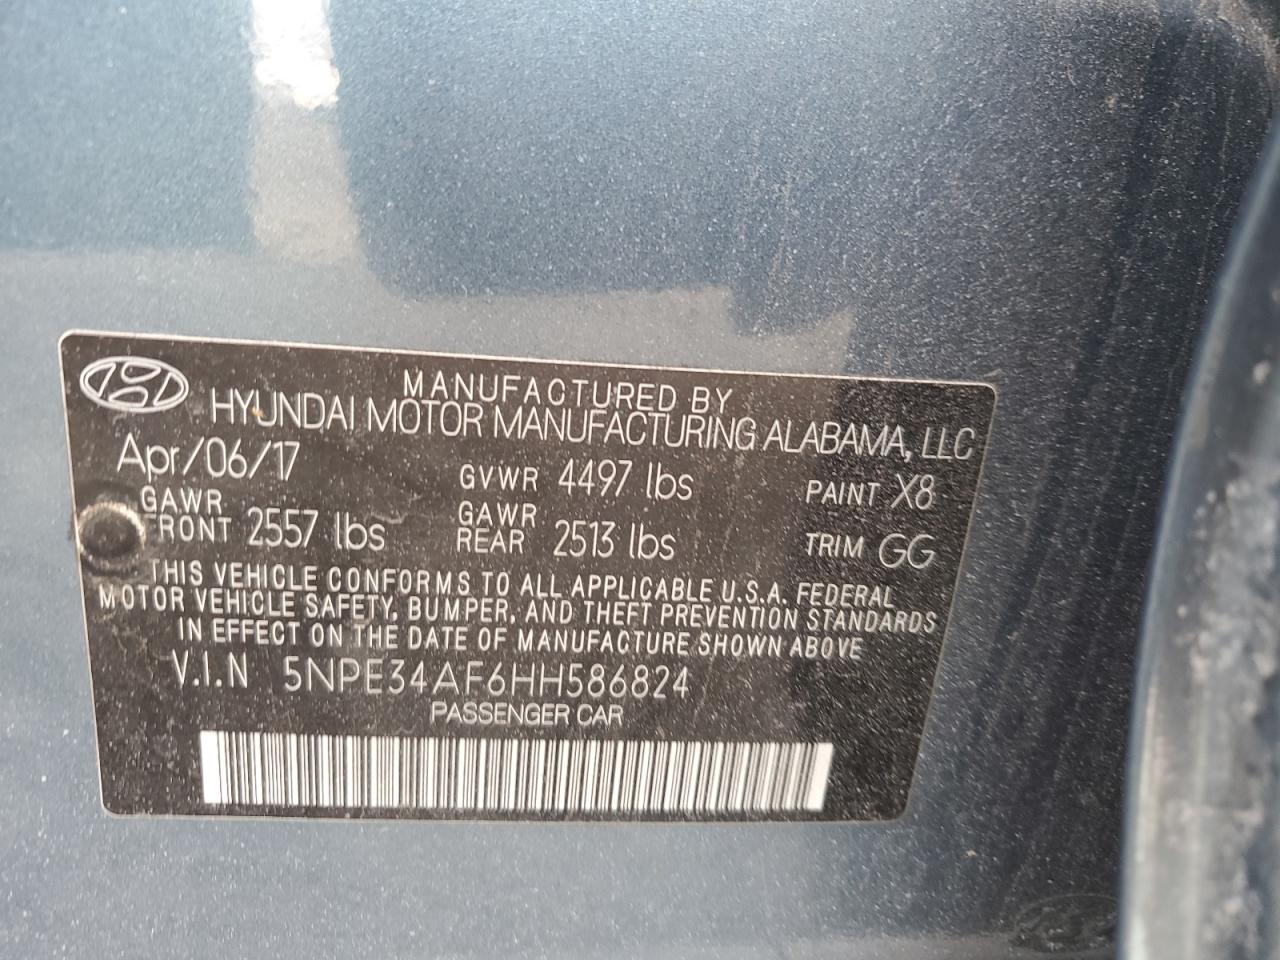 MANUFACTURED BY
HYUNDAI MOTOR MANUFACTURING ALABAMA, LLC
Apr/06/17 GVWR 4497 lbs PAINT X8
GAWR FRONT 2557 lbs GAWR REAR 2513 lbs TRIM GG
THIS VEHICLE CONFORMS TO ALL APPLICABLE U.S.A. FEDERAL
MOTOR VEHICLE SAFETY, BUMPER, AND THEFT PREVENTION STANDARDS
IN EFFECT ON THE DATE OF MANUFACTURE SHOWN ABOVE
V.I.N 5NPE34AF6HH586824
PASSENGER CAR